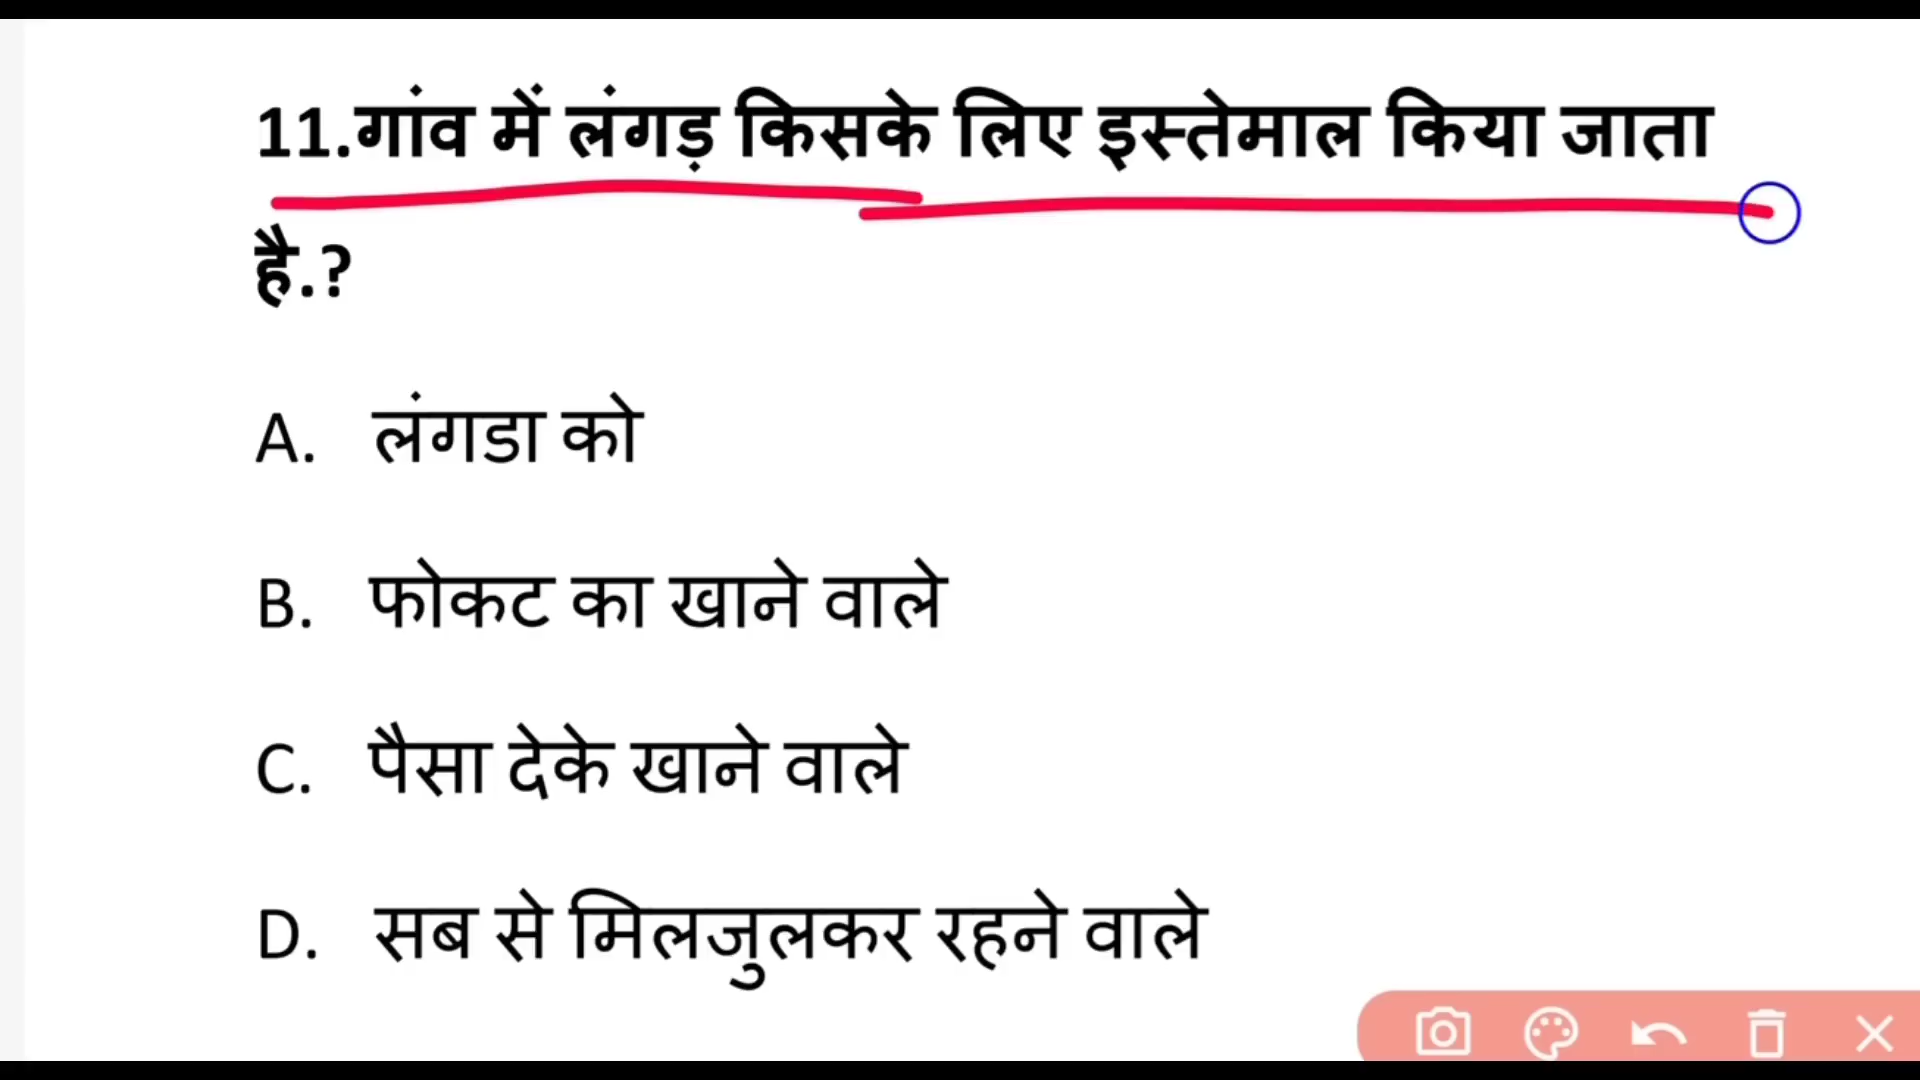 11.गांव में लंगड़ किसके लिए इस्तेमाल किया जाता
है.?
A. लंगडा को
B. फोकट का खाने वाले
C. पैसा देके खाने वाले
D. सब से मिलजुलकर रहने वाले